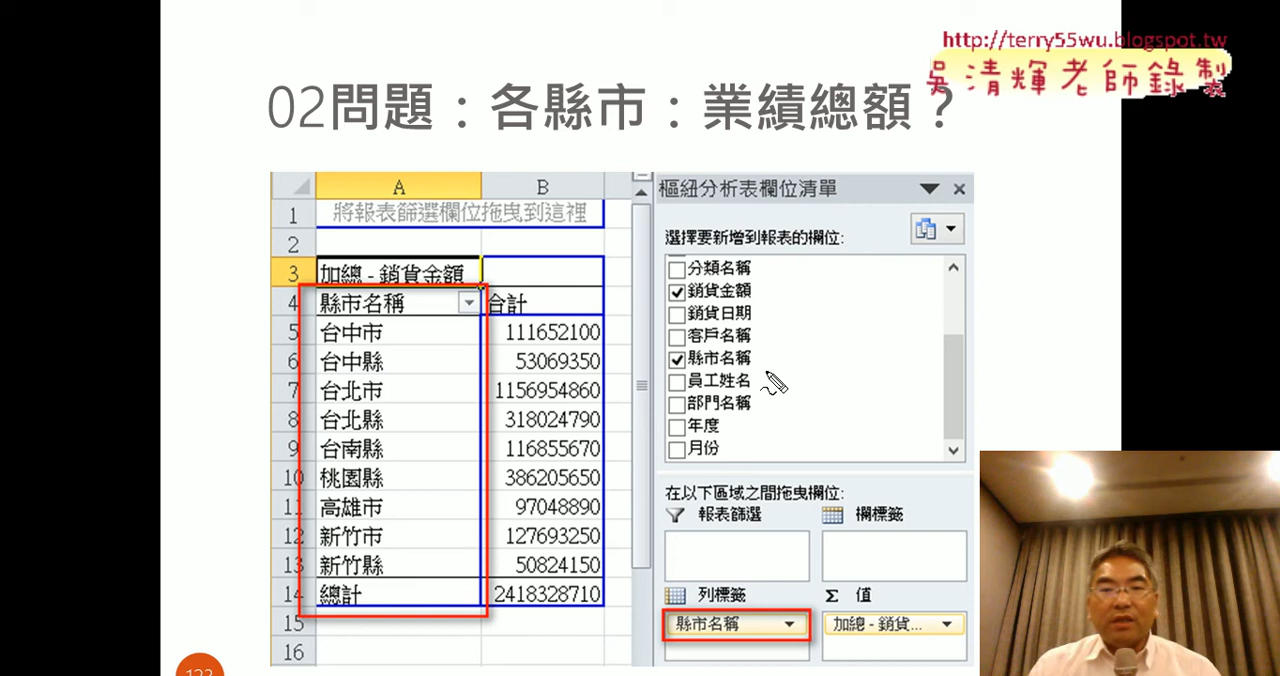 http://terry55wu.blogspot.tw
吳清輝老師錄製
02問題：各縣市：業績總額？
A B
1 將報表篩選欄位拖曳到這裡
2
3 加總 - 銷貨金額
4 縣市名稱 合計
5 台中市 111652100
6 台中縣 53069350
7 台北市 1156954860
8 台北縣 318024790
9 台南縣 116855670
10 桃園縣 386205650
11 高雄市 97048890
12 新竹市 127693250
13 新竹縣 50824150
14 總計 2418328710
15
16
樞紐分析表欄位清單
選擇要新增到報表的欄位:
分類名稱
銷貨金額
銷貨日期
客戶名稱
縣市名稱
員工姓名
部門名稱
年度
月份
在以下區域之間拖曳欄位:
報表篩選 欄標籤
列標籤 Σ 值
縣市名稱 加總 - 銷貨...